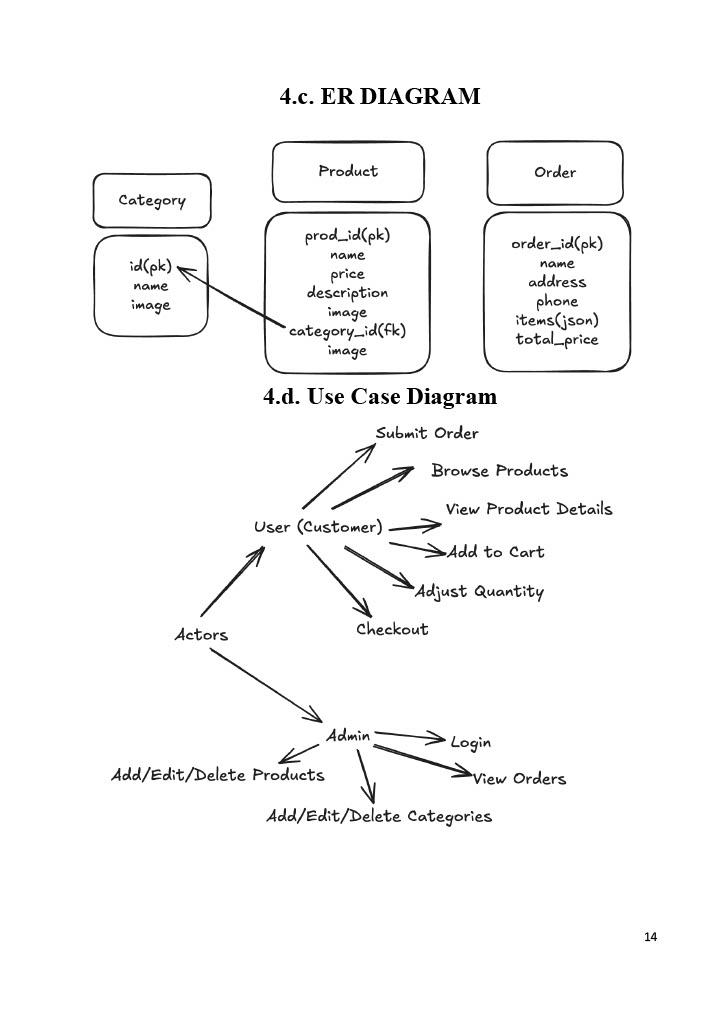 4.c. ER DIAGRAM
Category
id(pk)
name
image
Product
prod_id(pk)
name
price
description
image
category_id(fk)
image
Order
order_id(pk)
name
address
phone
items(json)
total_price
4.d. Use Case Diagram
Submit Order
Browse Products
View Product Details
User (Customer)
Add to Cart
Adjust Quantity
Checkout
Actors
Admin
Login
Add/Edit/Delete Products
View Orders
Add/Edit/Delete Categories
14